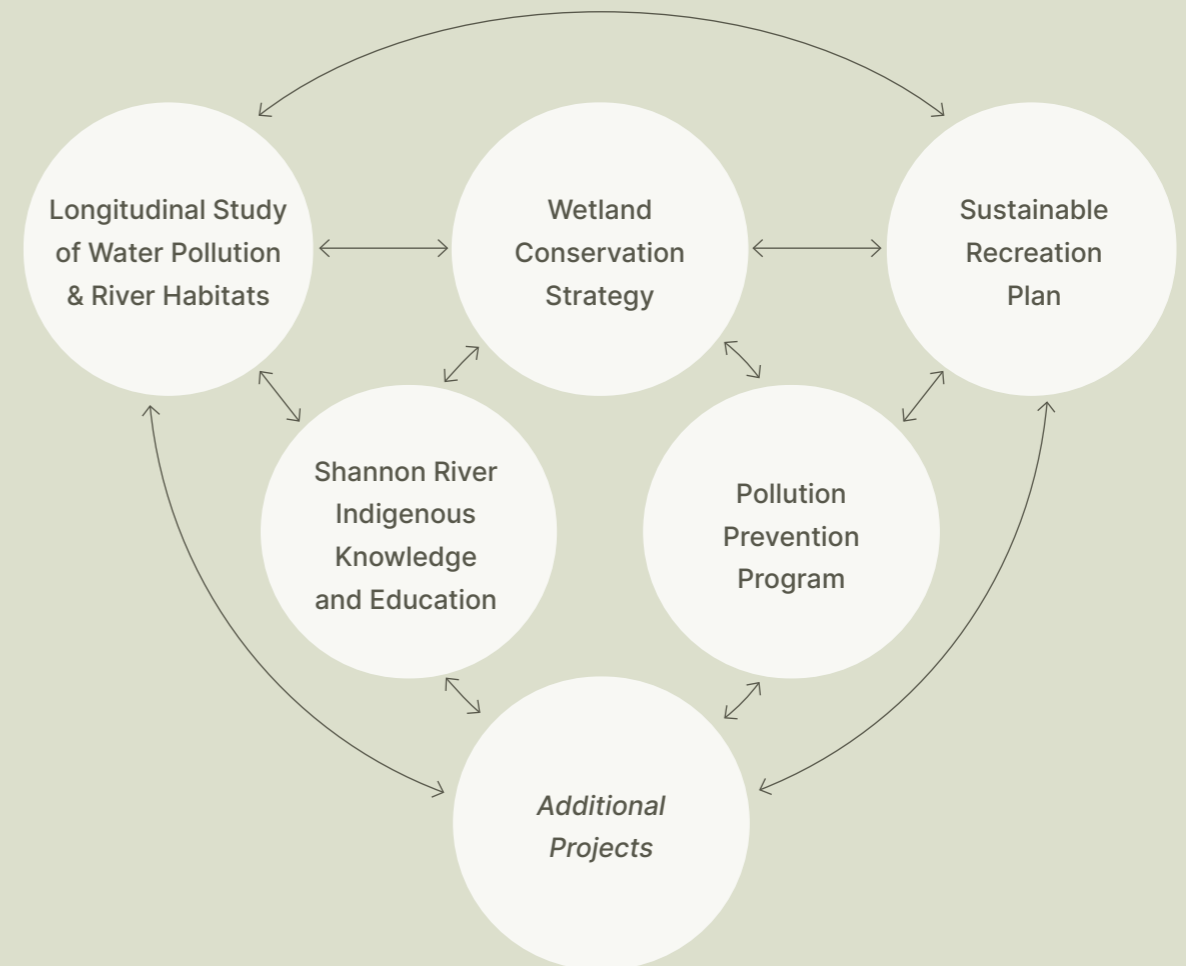 Longitudinal Study
of Water Pollution
& River Habitats
Wetland
Conservation
Strategy
Sustainable
Recreation
Plan
Shannon River
Indigenous
Knowledge
and Education
Pollution
Prevention
Program
Additional
Projects